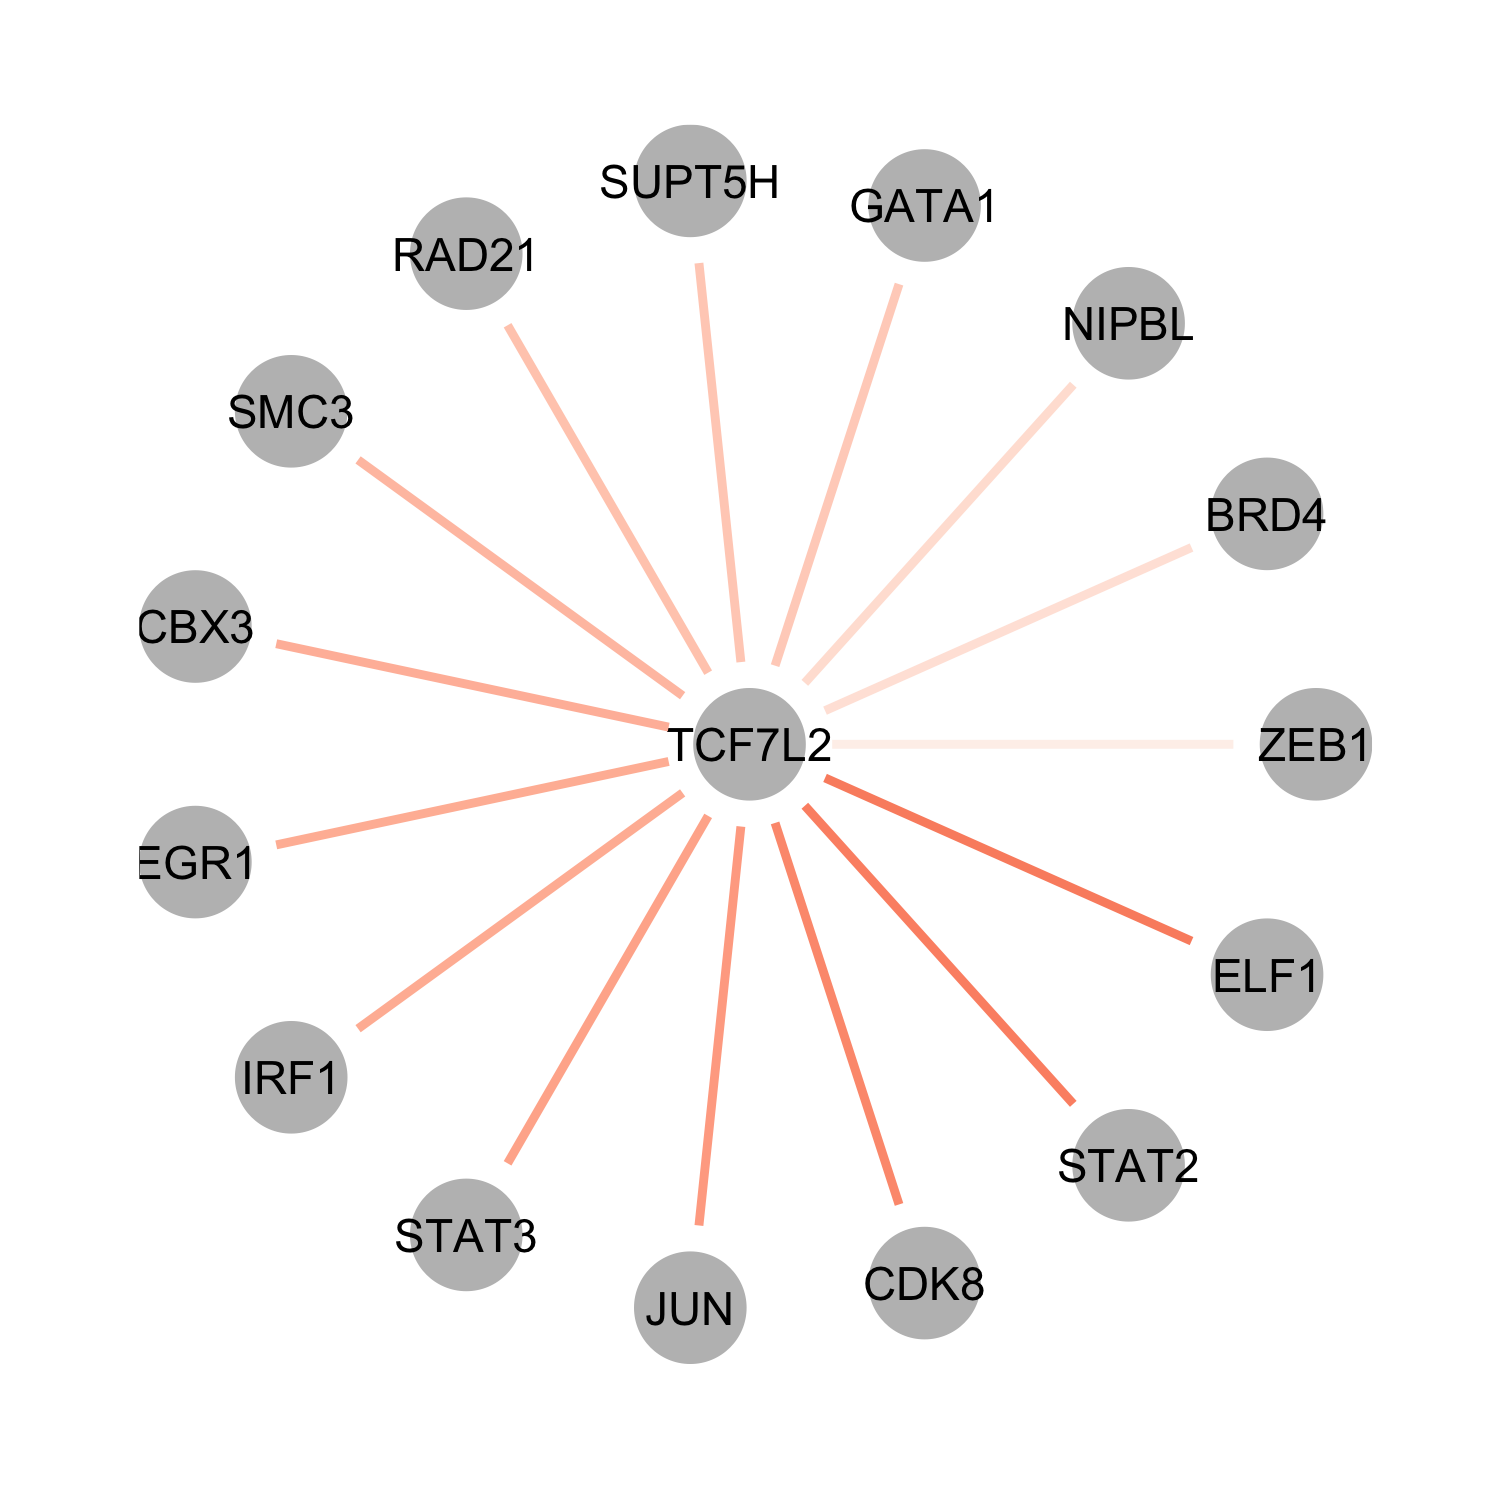 SUPT5H
GATA1
RAD21
NIPBL
SMC3
BRD4
CBX3
TCF7L2
ZEB1
EGR1
ELF1
IRF1
STAT2
STAT3
CDK8
JUN